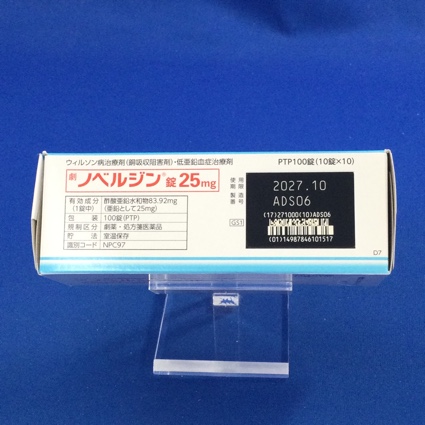 ウィルソン病治療剤(銅吸収阻害剤)・低亜鉛血症治療剤
PTP100錠(10錠×10)
劇 ノベルジン®錠25mg
有効成分(1錠中) 酢酸亜鉛水和物83.92mg
(亜鉛として25mg)
包装 100錠(PTP)
規制区分 劇薬・処方箋医薬品
貯法 室温保存
識別コード NPC97
使用期限 2027.10
製造番号 ADS06
GS1
(17)271000(10)ADS06
(01)14987846101517
D7